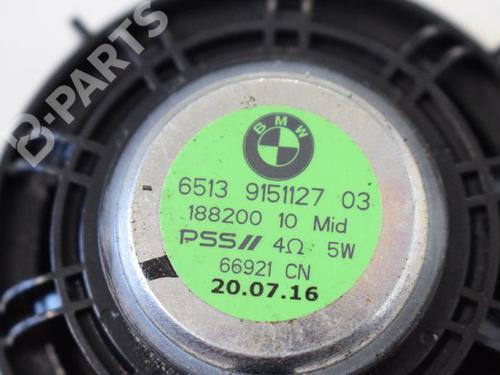 B-PARTS
BMW
6513 9151127 03
188200 10 Mid
PSS// 4Ω 5W
66921 CN
20.07.16